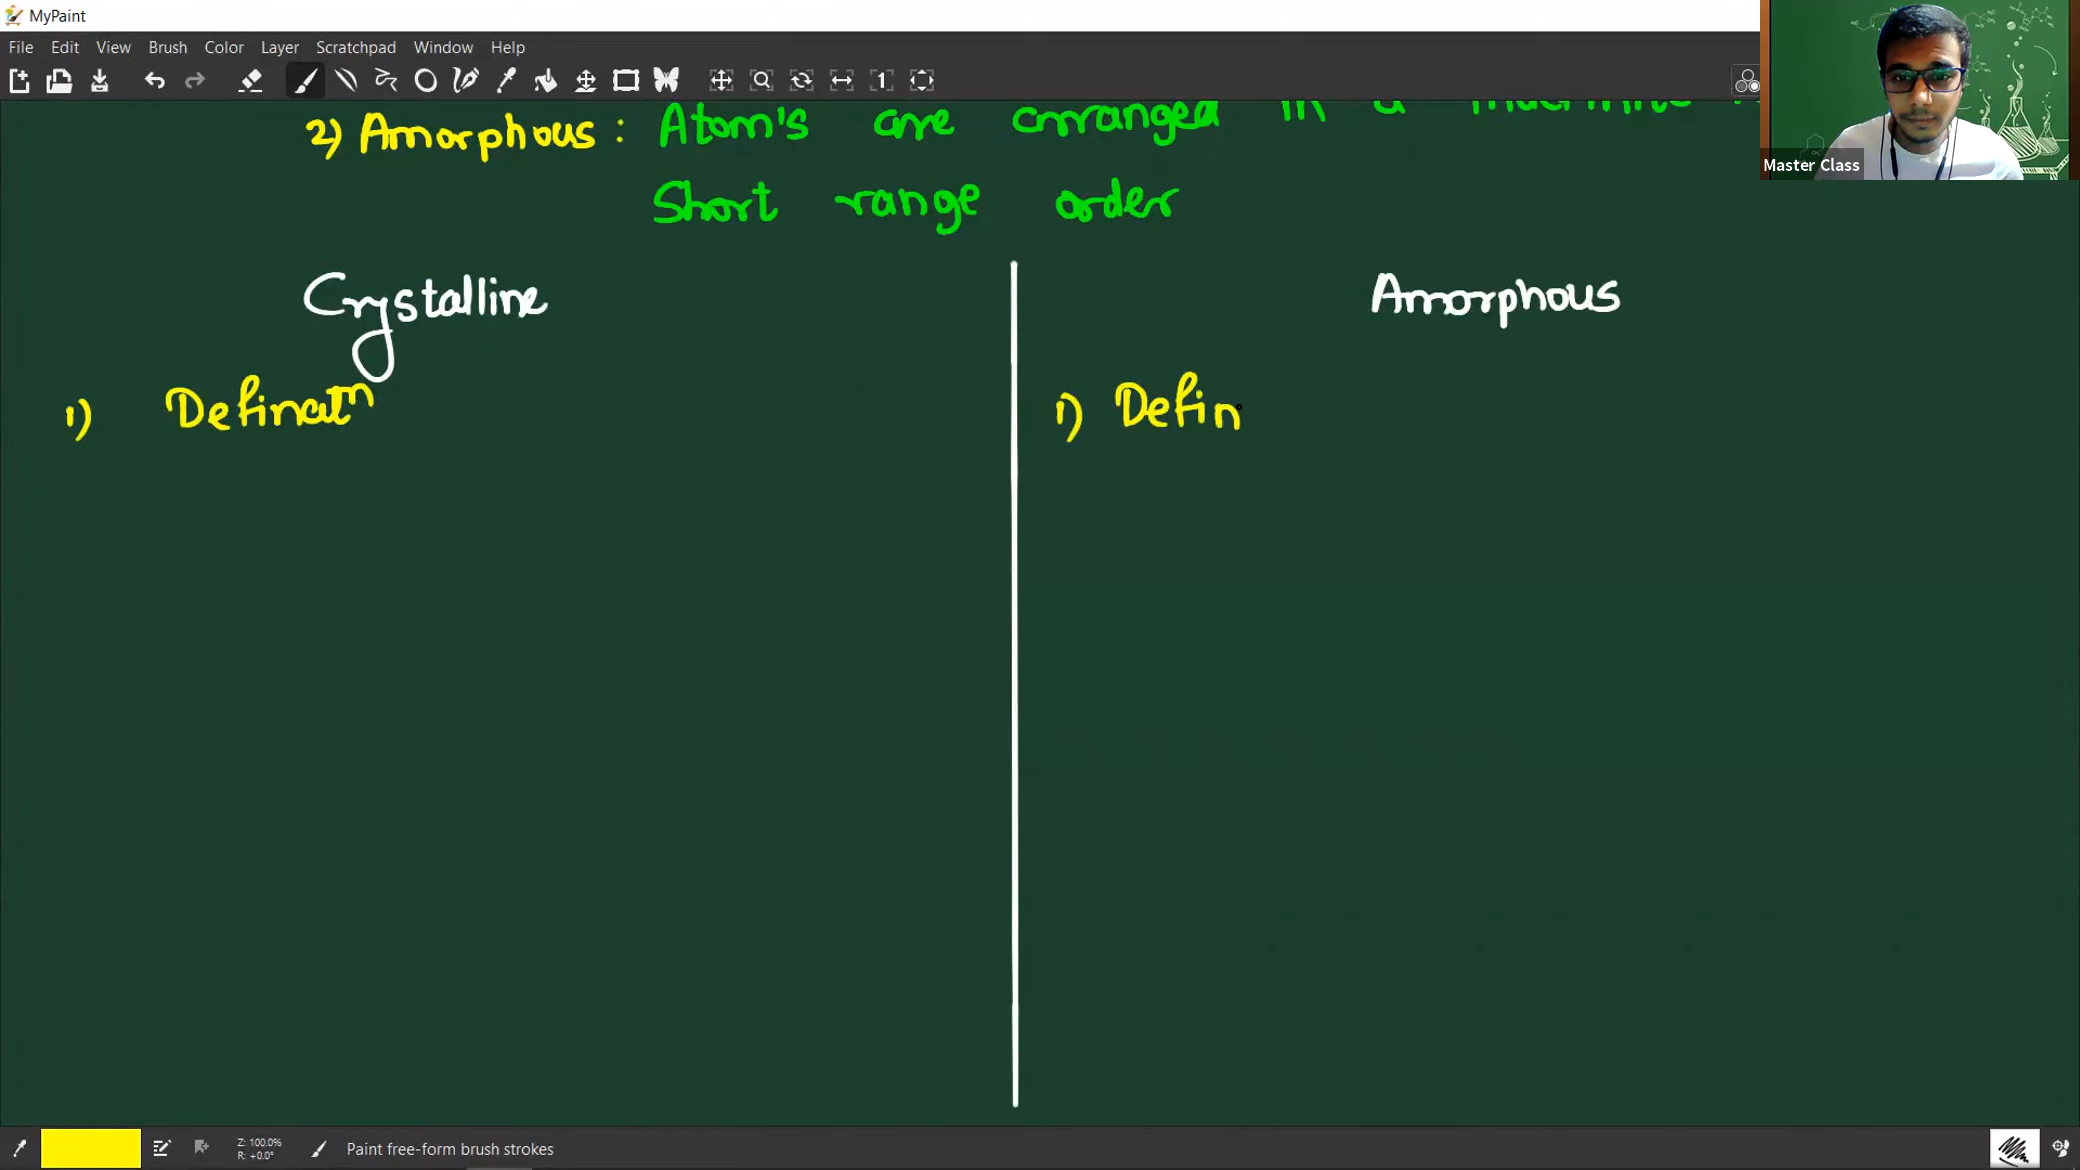 MyPaint
File Edit View Brush Color Layer Scratchpad Window Help
2) Amorphous : Atom's are arranged in a
Short range order
Master Class
Crystalline
Amorphous
1) Definatn
1) Defin
Z: 100.0%
R: +0.0°
Paint free-form brush strokes